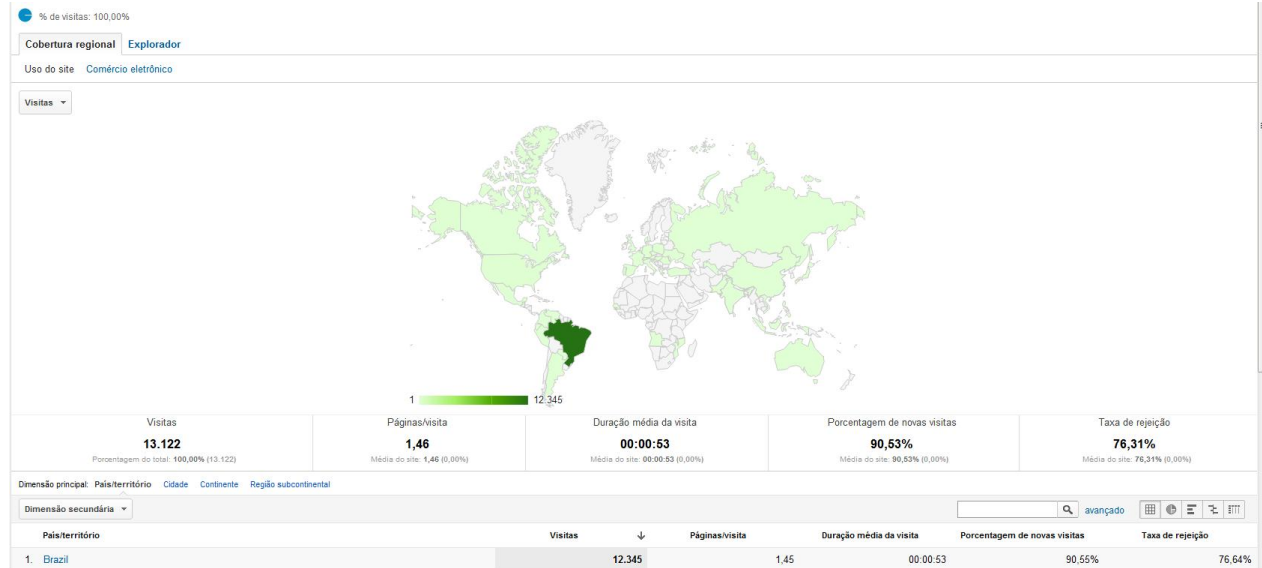 % de visitas: 100,00%
Cobertura regional Explorador
Uso do site Comércio eletrônico
Visitas
1 12.345
Visitas Páginas/visita Duração média da visita Porcentagem de novas visitas Taxa de rejeição
13.122 1,46 00:00:53 90,53% 76,31%
Porcentagem do total: 100,00% (13.122) Média do site: 1,46 (0,00%) Média do site: 00:00:53 (0,00%) Média do site: 90,53% (0,00%) Média do site: 76,31% (0,00%)
Dimensão principal: País/território Cidade Continente Região subcontinental
Dimensão secundária avançado
País/território Visitas Páginas/visita Duração média da visita Porcentagem de novas visitas Taxa de rejeição
1. Brazil 12.345 1,45 00:00:53 90,55% 76,64%